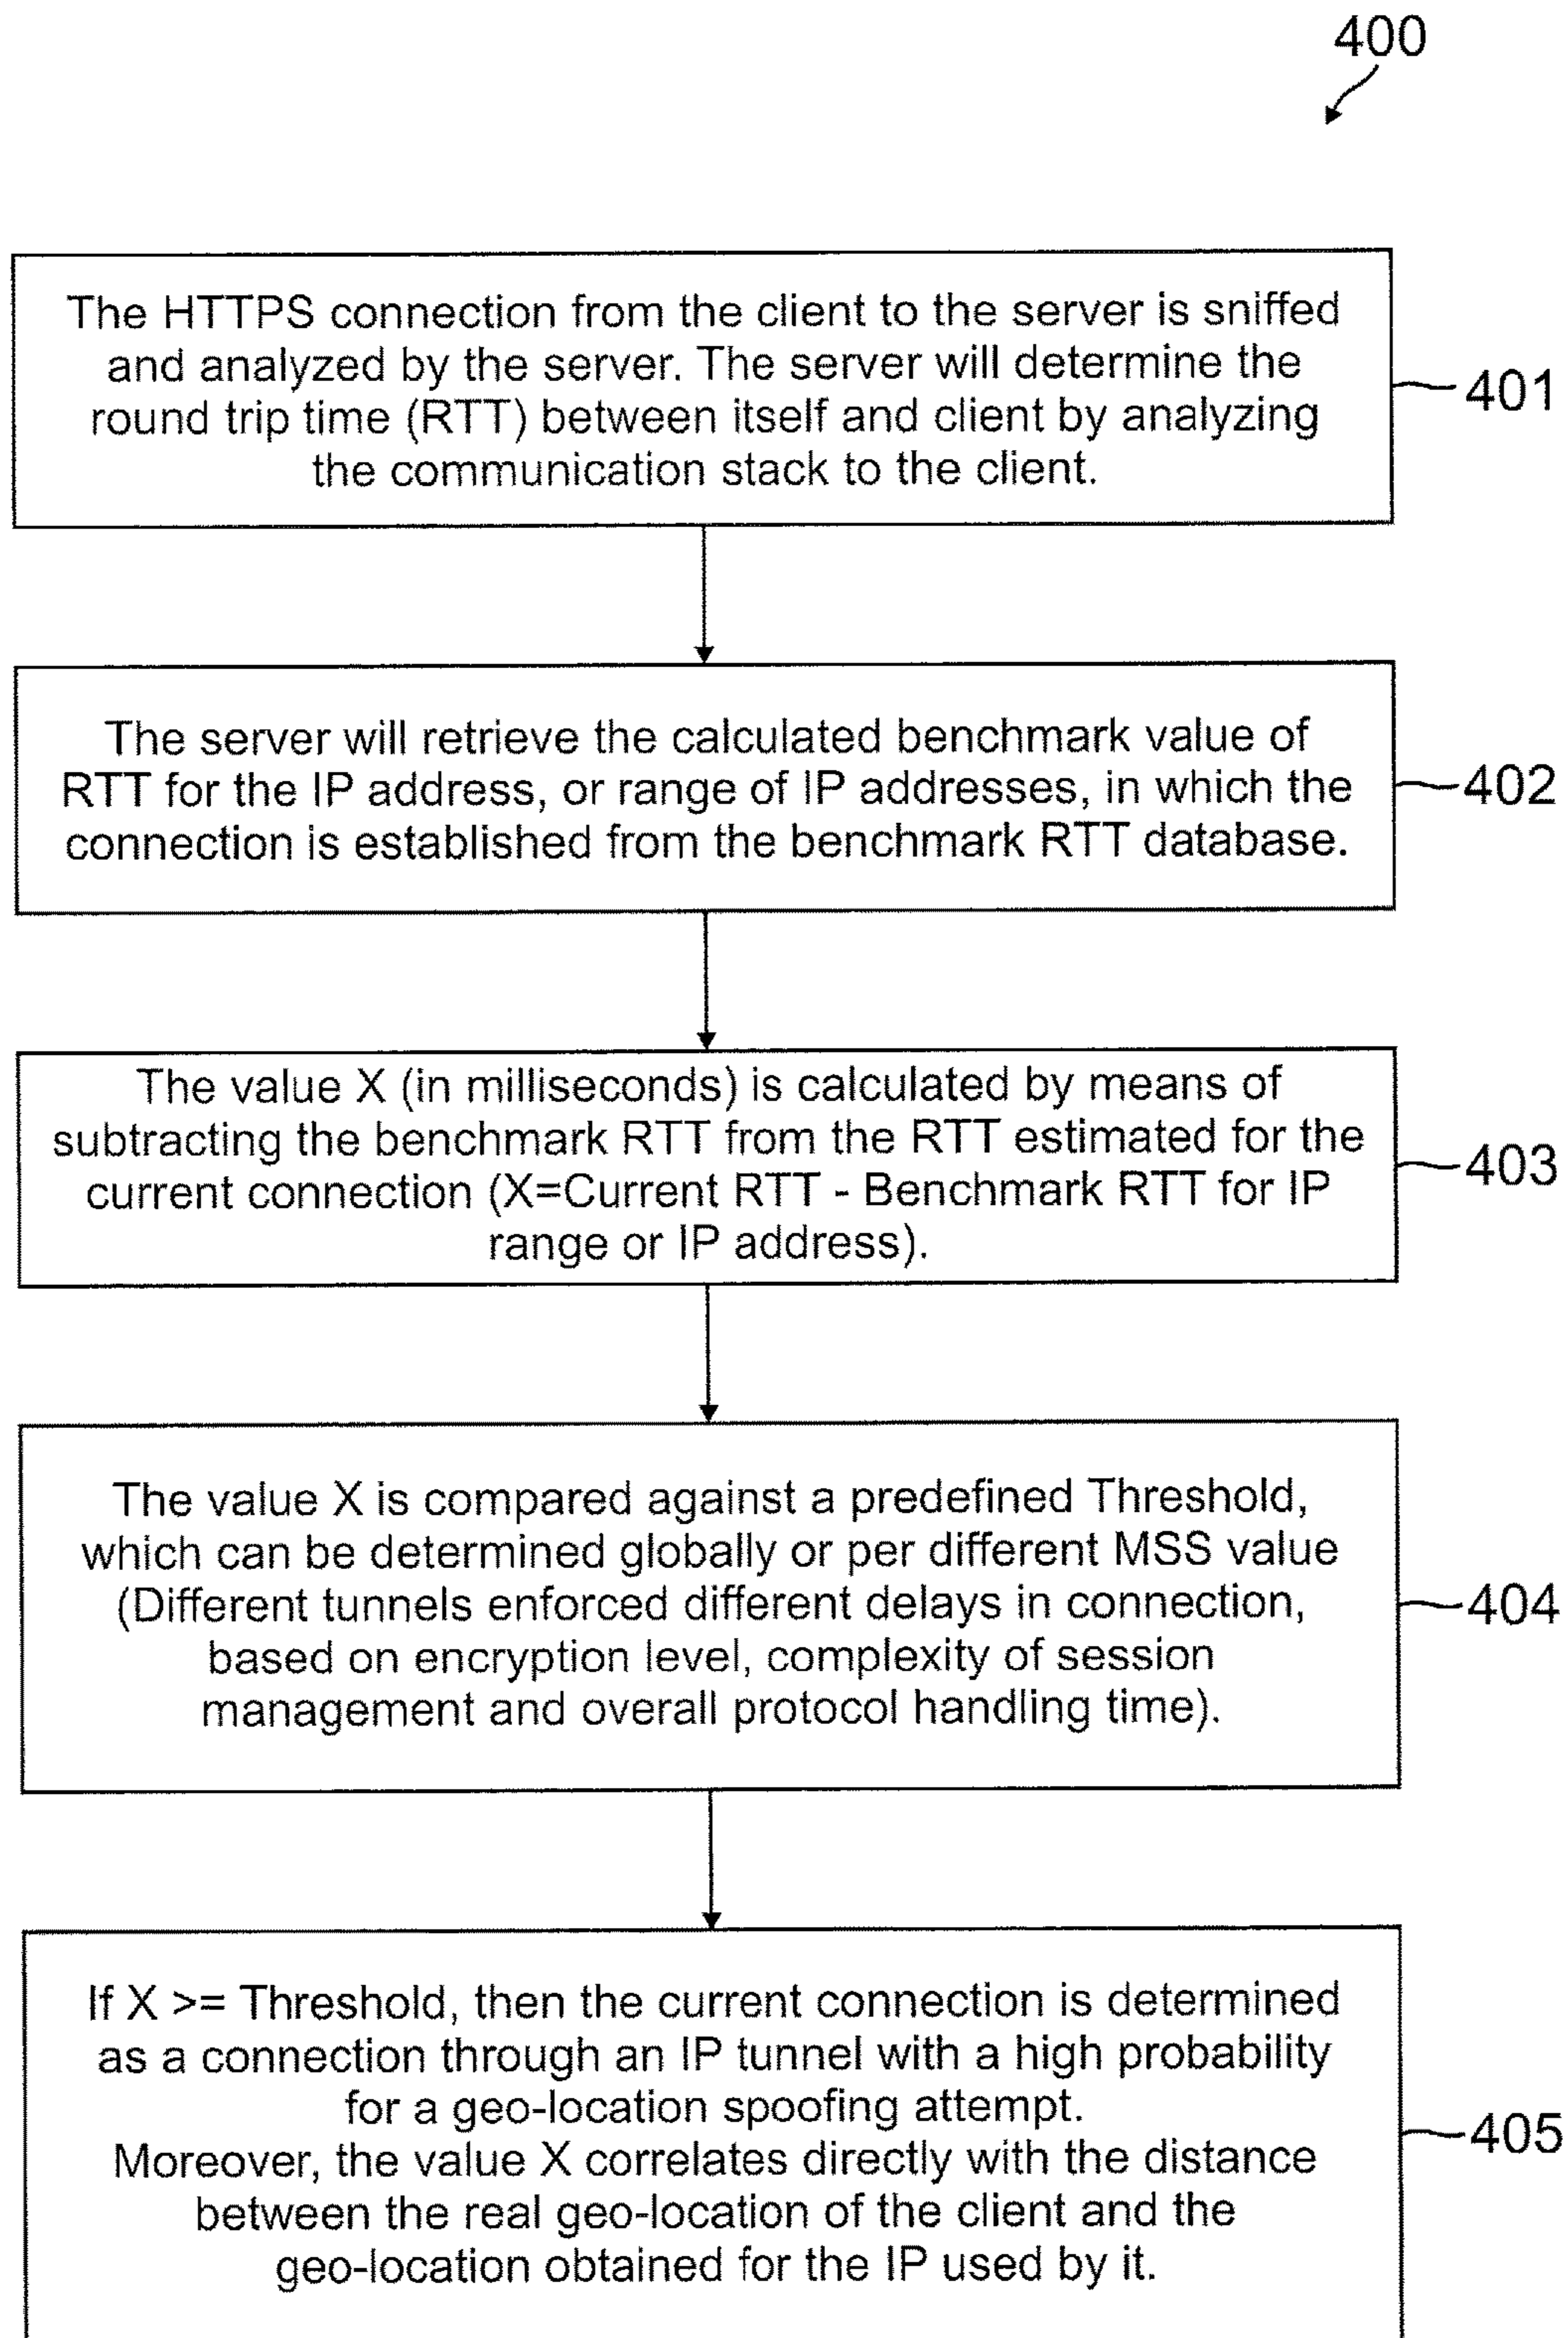 400
The HTTPS connection from the client to the server is sniffed
and analyzed by the server. The server will determine the
round trip time (RTT) between itself and client by analyzing
the communication stack to the client.
401
The server will retrieve the calculated benchmark value of
RTT for the IP address, or range of IP addresses, in which the
connection is established from the benchmark RTT database.
402
The value X (in milliseconds) is calculated by means of
subtracting the benchmark RTT from the RTT estimated for the
current connection (X=Current RTT - Benchmark RTT for IP
range or IP address).
403
The value X is compared against a predefined Threshold,
which can be determined globally or per different MSS value
(Different tunnels enforced different delays in connection,
based on encryption level, complexity of session
management and overall protocol handling time).
404
If X >= Threshold, then the current connection is determined
as a connection through an IP tunnel with a high probability
for a geo-location spoofing attempt.
Moreover, the value X correlates directly with the distance
between the real geo-location of the client and the
geo-location obtained for the IP used by it.
405